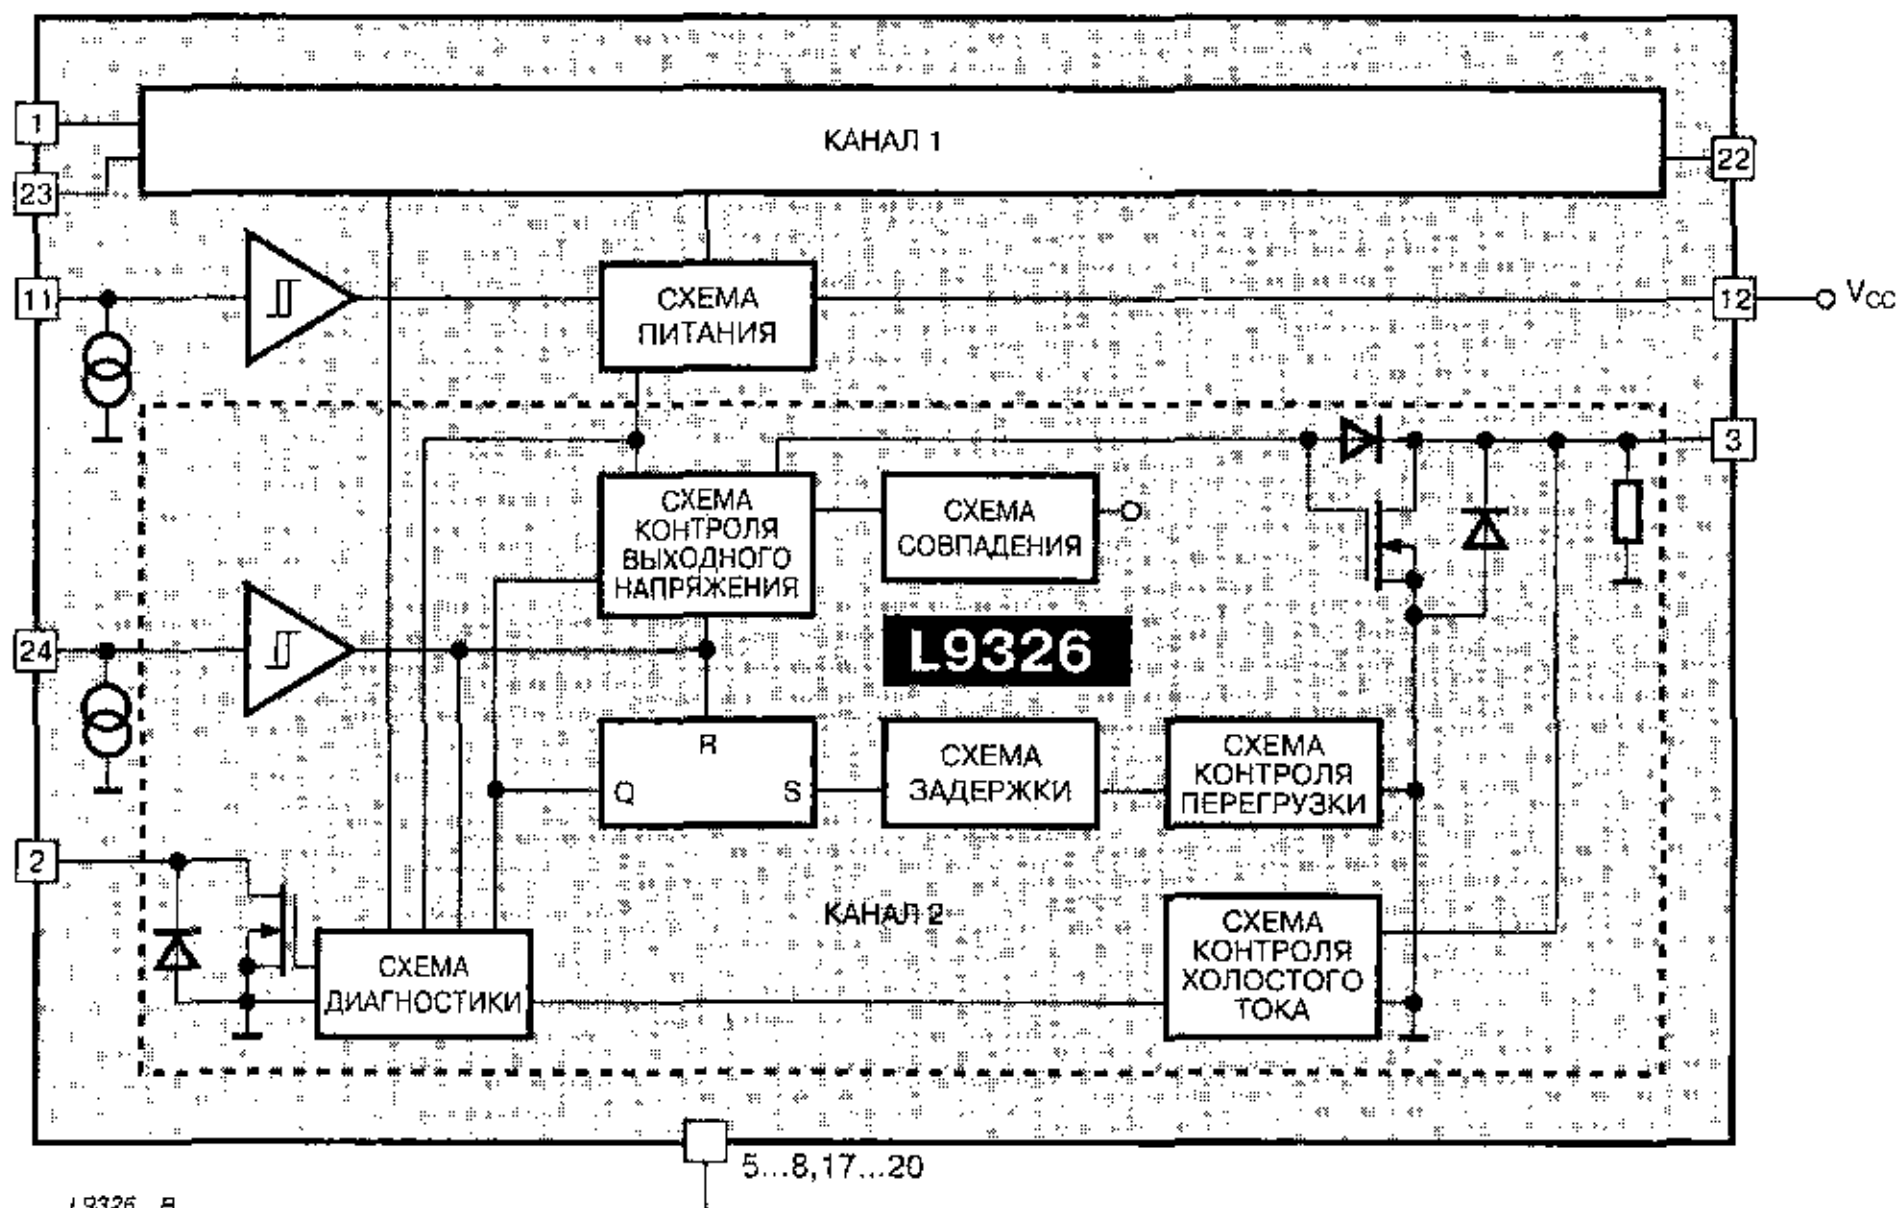 1
КАНАЛ 1
22
23
11
СХЕМА
ПИТАНИЯ
12
VCC
3
СХЕМА
КОНТРОЛЯ
ВЫХОДНОГО
НАПРЯЖЕНИЯ
СХЕМА
СОВПАДЕНИЯ
24
L9326
R
Q
S
СХЕМА
ЗАДЕРЖКИ
СХЕМА
КОНТРОЛЯ
ПЕРЕГРУЗКИ
2
КАНАЛ 2
СХЕМА
ДИАГНОСТИКИ
СХЕМА
КОНТРОЛЯ
ХОЛОСТОГО
ТОКА
5...8,17...20